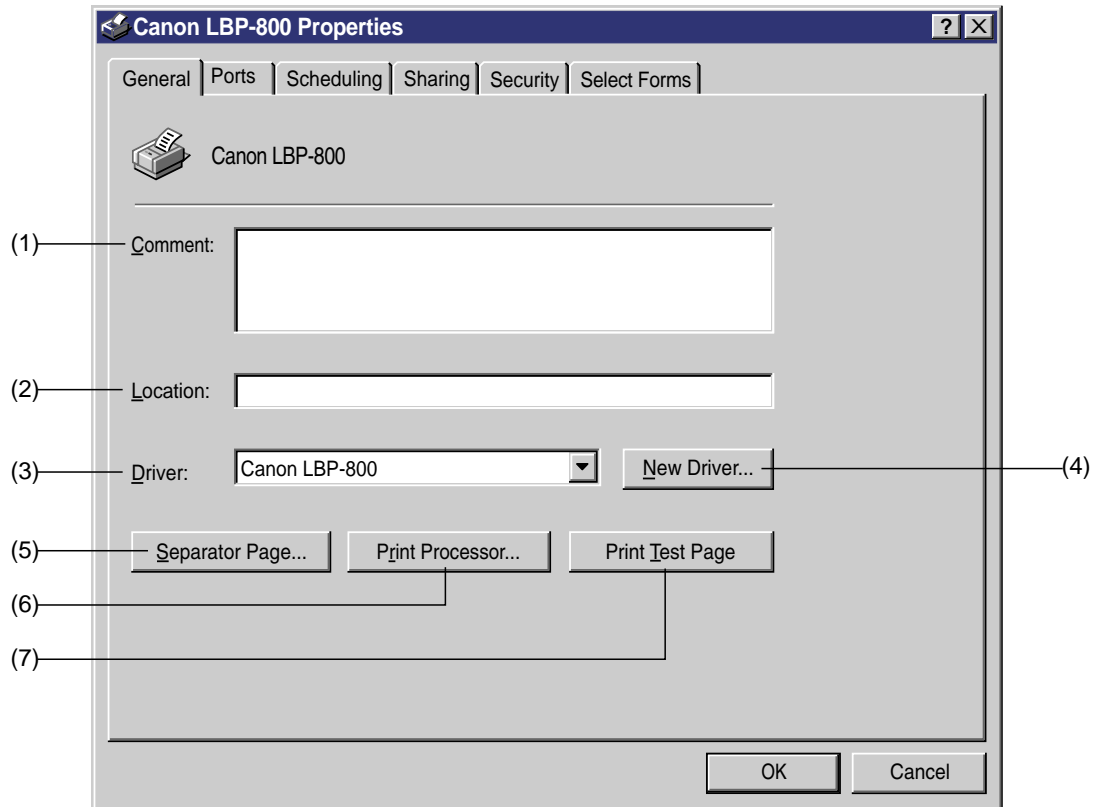 Canon LBP-800 Properties
General Ports Scheduling Sharing Security Select Forms
Canon LBP-800
(1) Comment:
(2) Location:
(3) Driver: Canon LBP-800 New Driver... (4)
(5) Separator Page... Print Processor... Print Test Page
(6)
(7)
OK Cancel